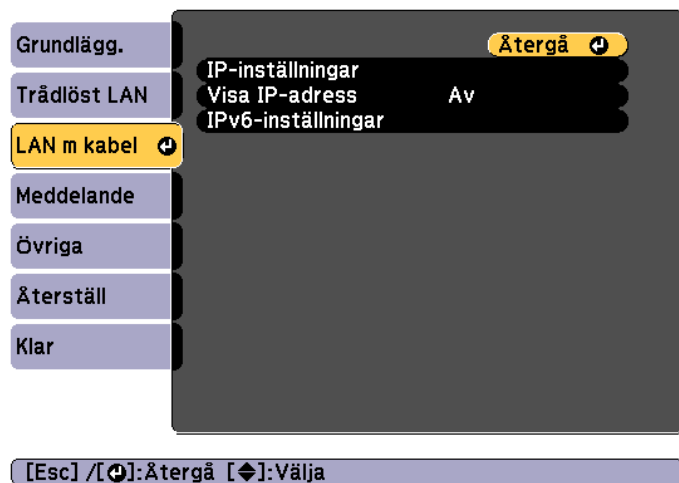 Grundlägg.
Trådlöst LAN
LAN m kabel
Meddelande
Övriga
Återställ
Klar
Återgå
IP-inställningar
Visa IP-adress Av
IPv6-inställningar
[Esc] /[⏎]:Återgå [◆]:Välja